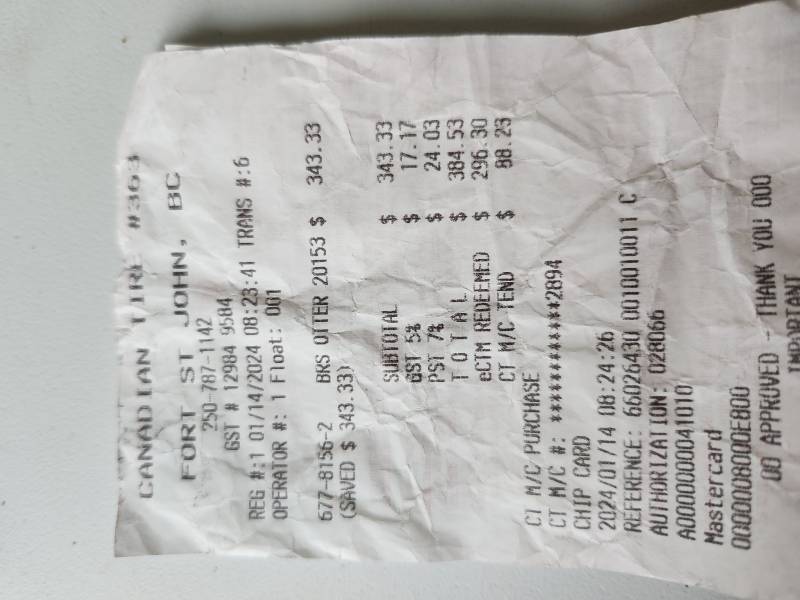 CANADIAN TIRE #363
FORT ST JOHN, BC
250-787-1142
GST # 12984 9584
REG #:1 01/14/2024 08:23:41 TRANS #:6
OPERATOR #: 1 Float: 001
677-8156-2 BRS OTTER 20153 $ 343.33
(SAVED $ 343.33)
SUBTOTAL $ 343.33
GST 5% $ 17.17
PST 7% $ 24.03
T O T A L $ 384.53
eCTM REDEEMED $ 296.30
CT M/C TEND $ 88.23
CT M/C PURCHASE
CT M/C #: ************2894
CHIP CARD
2024/01/14 08:24:26
REFERENCE: 66026430 0010010011 C
AUTHORIZATION: 028066
A0000000041010
Mastercard
0000008000E800
00 APPROVED - THANK YOU 000
IMPORTANT